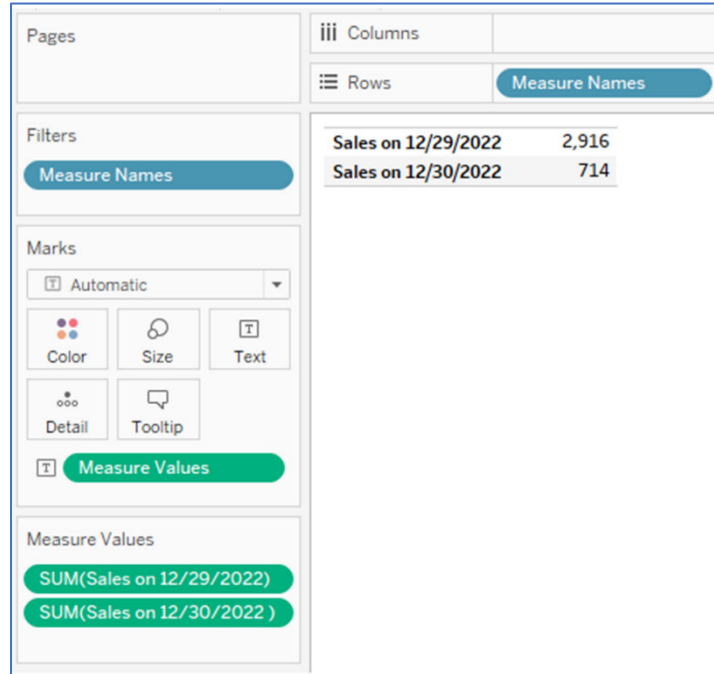 Pages
iii Columns
Rows Measure Names
Filters
Measure Names
Sales on 12/29/2022 2,916
Sales on 12/30/2022 714
Marks
T Automatic
Color Size T Text
Detail Tooltip
T Measure Values
Measure Values
SUM(Sales on 12/29/2022)
SUM(Sales on 12/30/2022 )